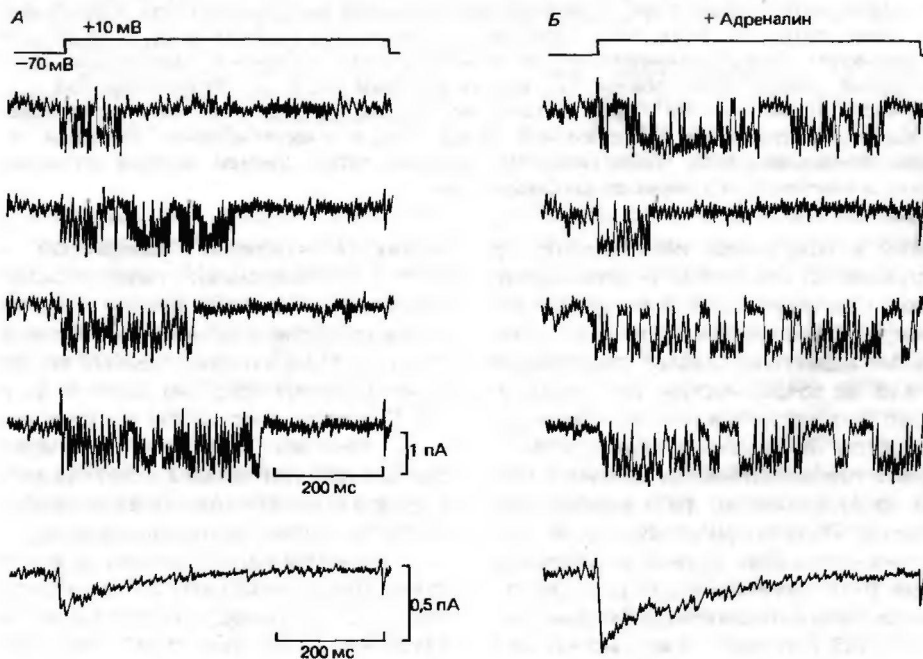 А
+10 мВ
−70 мВ
1 пА
200 мс
0,5 пА
200 мс
Б
+ Адреналин